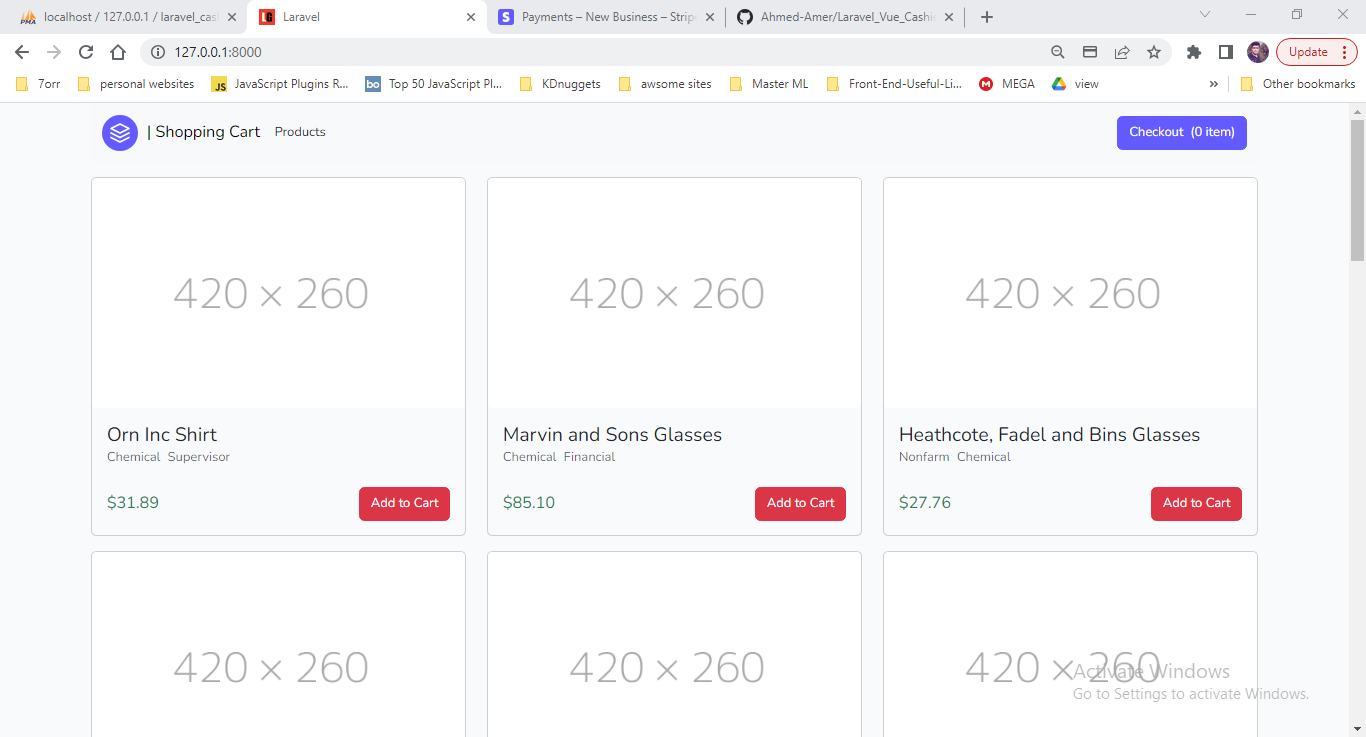 PMA localhost / 127.0.0.1 / laravel_cas
LG Laravel
S Payments – New Business – Strip
Ahmed-Amer/Laravel_Vue_Cashi
127.0.0.1:8000
Update
7orr
personal websites
JS JavaScript Plugins R...
bo Top 50 JavaScript Pl...
KDnuggets
awsome sites
Master ML
Front-End-Useful-Li...
M MEGA
view
»
Other bookmarks
| Shopping Cart Products
Checkout (0 item)
420 × 260
420 × 260
420 × 260
Orn Inc Shirt
Chemical Supervisor
$31.89
Add to Cart
Marvin and Sons Glasses
Chemical Financial
$85.10
Add to Cart
Heathcote, Fadel and Bins Glasses
Nonfarm Chemical
$27.76
Add to Cart
420 × 260
420 × 260
420 × 260
Activate Windows
Go to Settings to activate Windows.